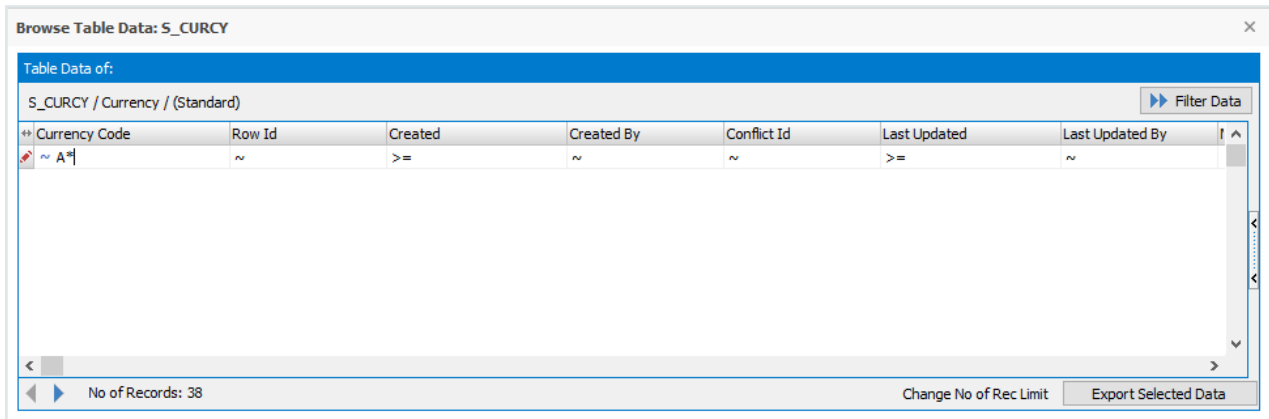 Browse Table Data: S_CURCY
Table Data of:
S_CURCY / Currency / (Standard) Filter Data
Currency Code Row Id Created Created By Conflict Id Last Updated Last Updated By
~ A* ~ >= ~ ~ >= ~
No of Records: 38 Change No of Rec Limit Export Selected Data